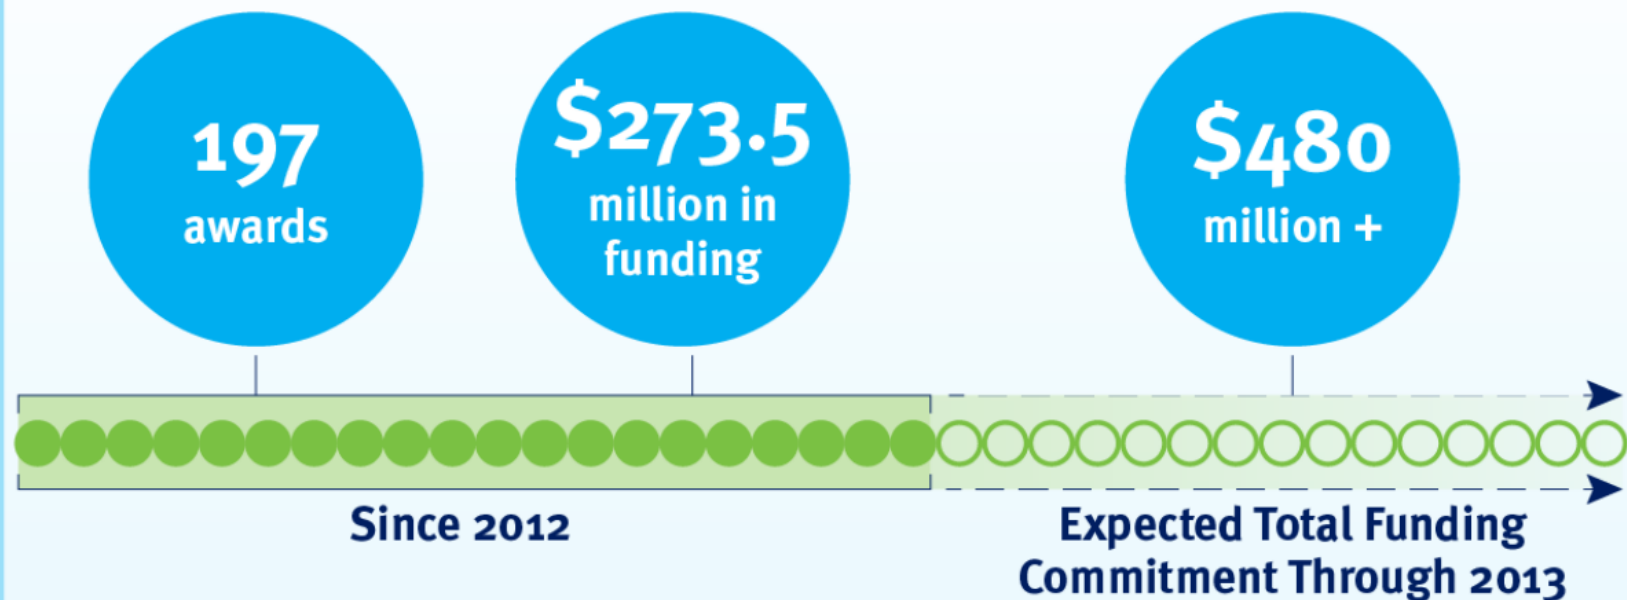 197
awards
$273.5
million in
funding
$480
million +
Since 2012
Expected Total Funding
Commitment Through 2013